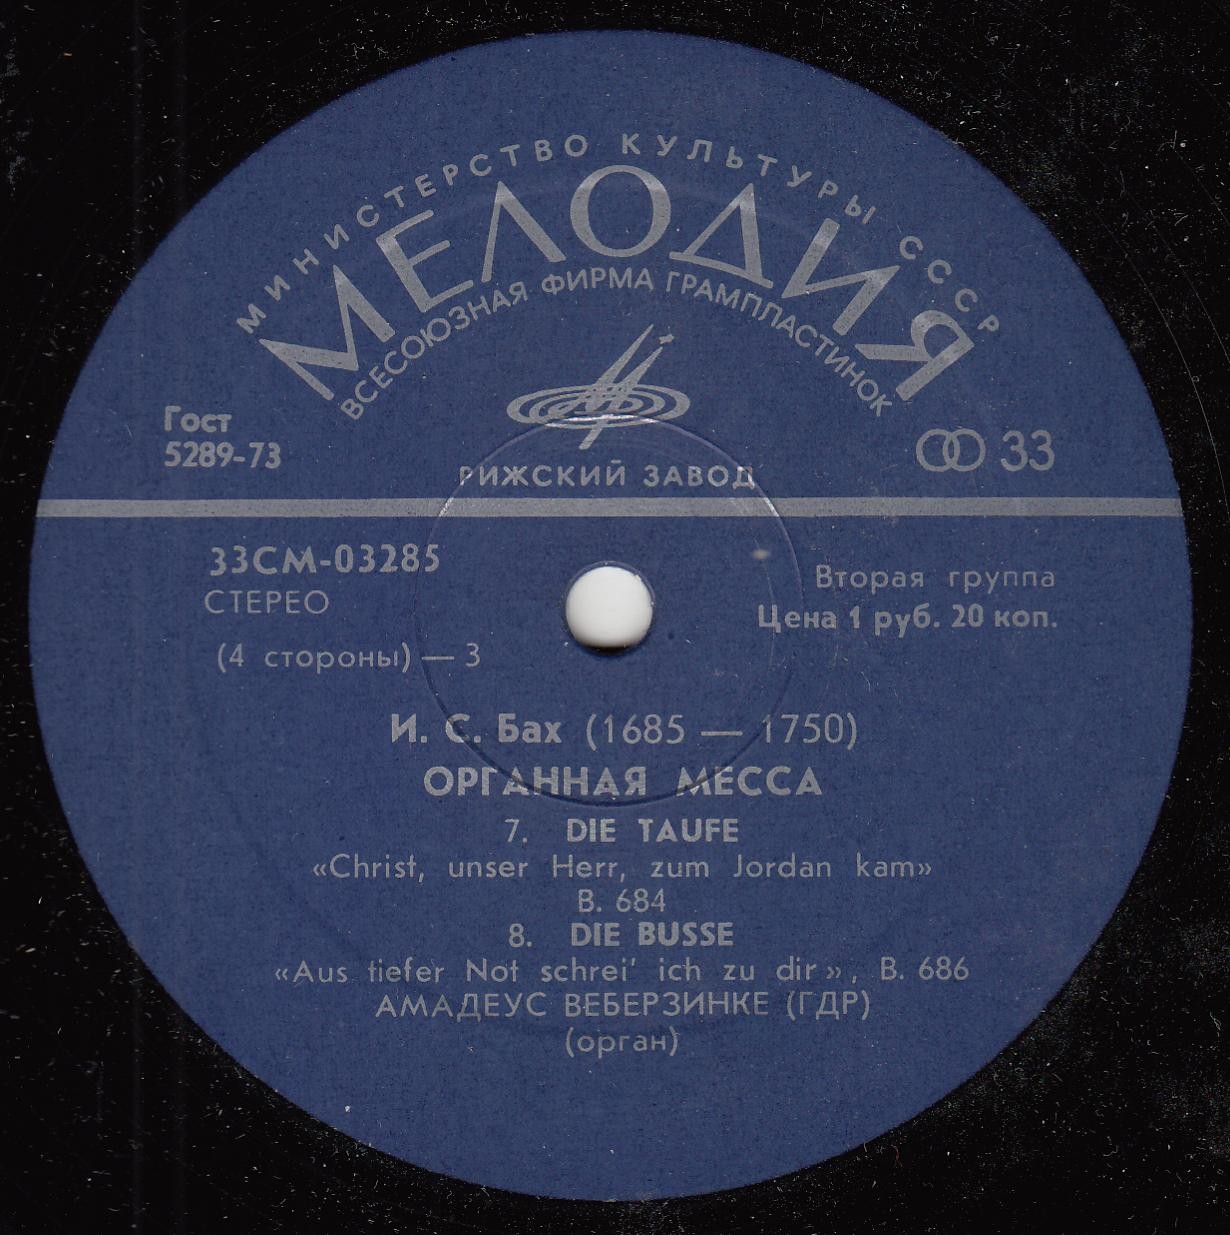 МИНИСТЕРСТВО КУЛЬТУРЫ СССР
МЕЛОДИЯ
ВСЕСОЮЗНАЯ ФИРМА ГРАМПЛАСТИНОК
Гост
5289-73
33
РИЖСКИЙ ЗАВОД
33СМ-03285
СТЕРЕО
(4 стороны) — 3
Вторая группа
Цена 1 руб. 20 коп.
И. С. Бах (1685 — 1750)
ОРГАННАЯ МЕССА
7. DIE TAUFE
«Christ, unser Herr, zum Jordan kam»
B. 684
8. DIE BUSSE
«Aus tiefer Not schrei' ich zu dir», B. 686
АМАДЕУС ВЕБЕРЗИНКЕ (ГДР)
(орган)